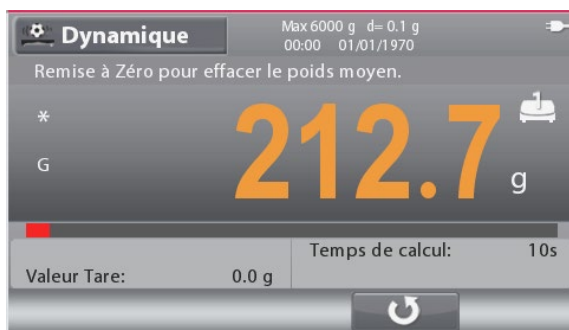 Dynamique
Max 6000 g d= 0.1 g
00:00 01/01/1970
Remise à Zéro pour effacer le poids moyen.
*
1
G
212.7 g
Temps de calcul: 10s
Valeur Tare: 0.0 g